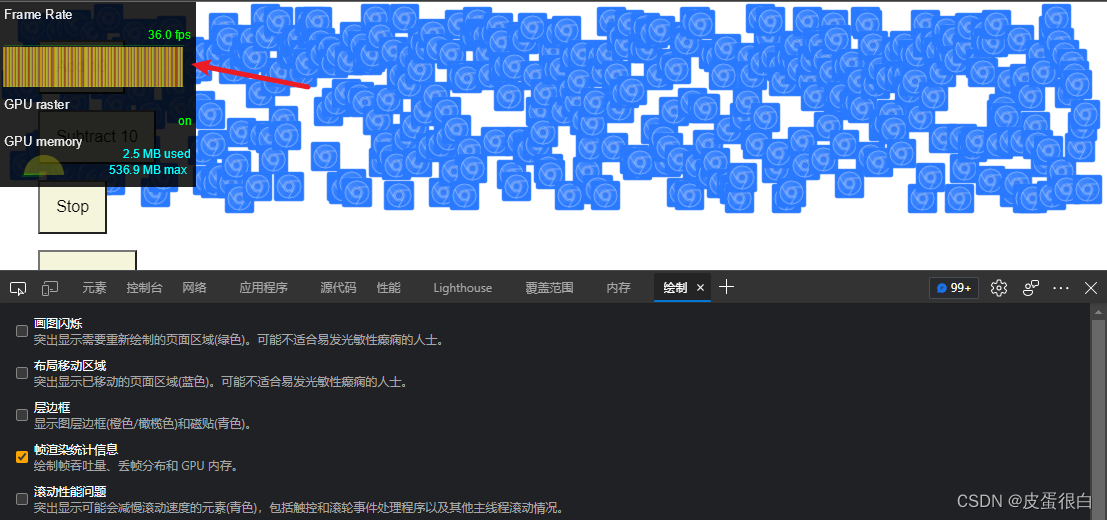 Frame Rate
36.0 fps
GPU raster
on
Subtract 10
GPU memory
2.5 MB used
536.9 MB max
Stop
元素 控制台 网络 应用程序 源代码 性能 Lighthouse 覆盖范围 内存 绘制 × + 99+
画图闪烁
突出显示需要重新绘制的页面区域(绿色)。可能不适合易发光敏性癫痫的人士。
布局移动区域
突出显示已移动的页面区域(蓝色)。可能不适合易发光敏性癫痫的人士。
层边框
显示图层边框(橙色/橄榄色)和磁贴(青色)。
帧渲染统计信息
绘制帧吞吐量、丢帧分布和 GPU 内存。
滚动性能问题
突出显示可能会减慢滚动速度的元素(青色)，包括触控和滚轮事件处理程序以及其他主线程滚动情况。
CSDN @皮蛋很白